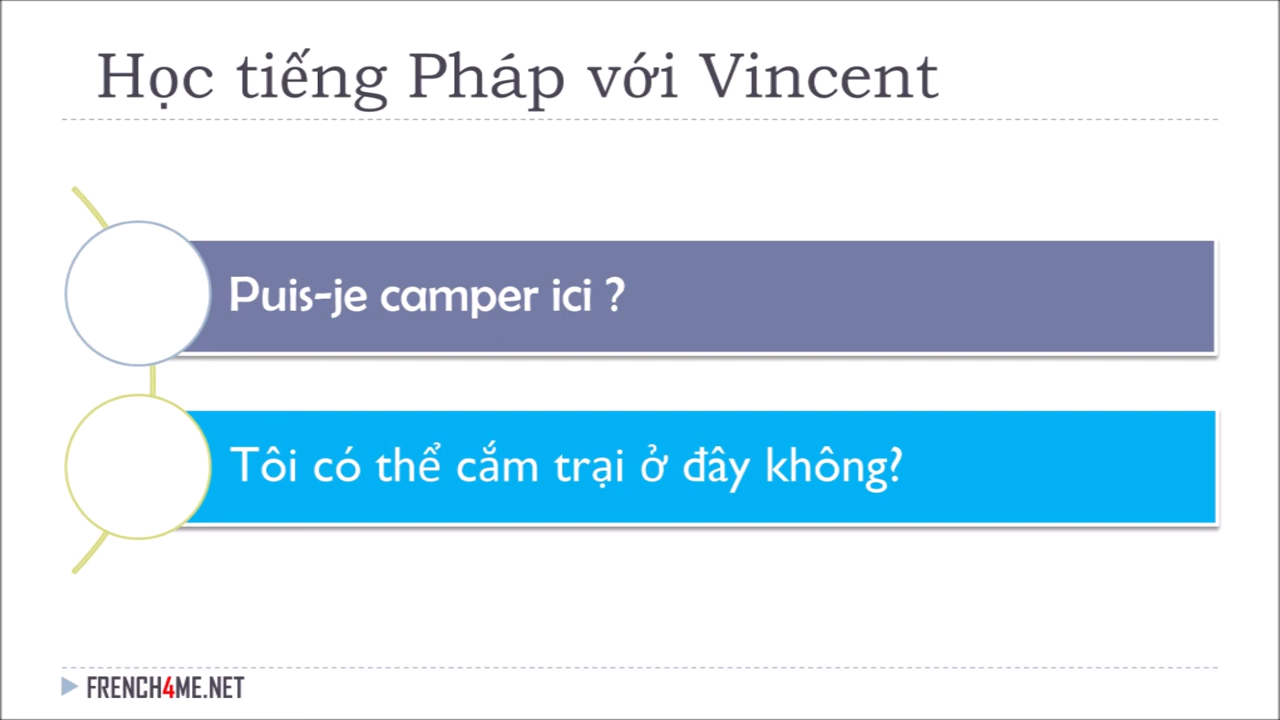 Học tiếng Pháp với Vincent
Puis-je camper ici ?
Tôi có thể cắm trại ở đây không?
FRENCH4ME.NET